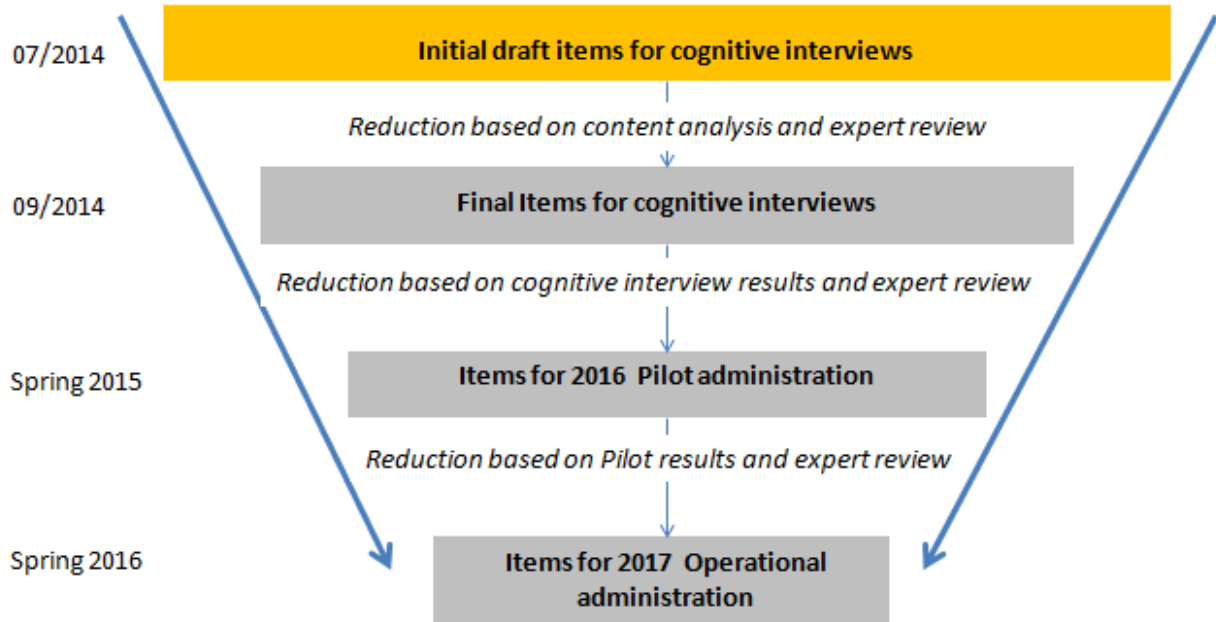 07/2014
Initial draft items for cognitive interviews
Reduction based on content analysis and expert review
09/2014
Final Items for cognitive interviews
Reduction based on cognitive interview results and expert review
Spring 2015
Items for 2016 Pilot administration
Reduction based on Pilot results and expert review
Spring 2016
Items for 2017 Operational
administration